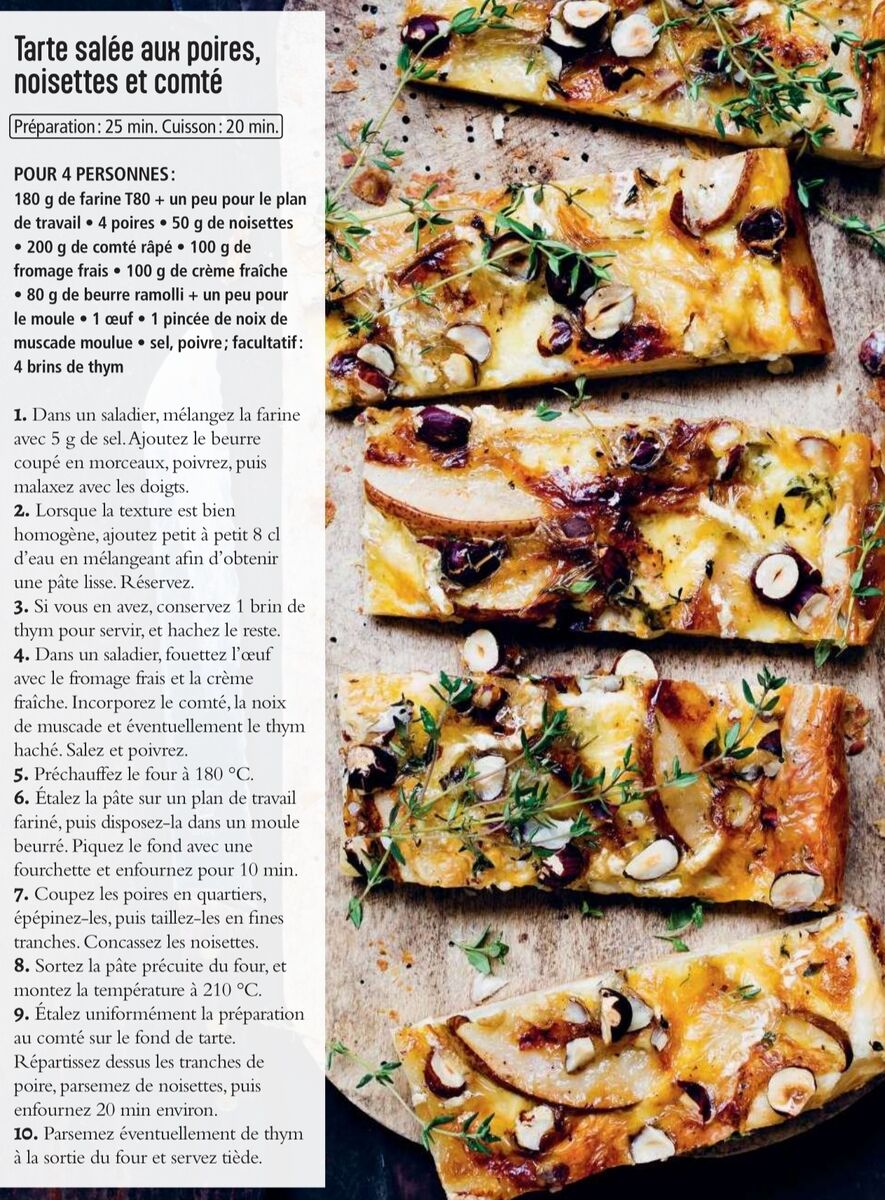 Tarte salée aux poires,
noisettes et comté
Préparation : 25 min. Cuisson : 20 min.
POUR 4 PERSONNES :
180 g de farine T80 + un peu pour le plan
de travail • 4 poires • 50 g de noisettes
• 200 g de comté râpé • 100 g de
fromage frais • 100 g de crème fraîche
• 80 g de beurre ramolli + un peu pour
le moule • 1 œuf • 1 pincée de noix de
muscade moulue • sel, poivre ; facultatif :
4 brins de thym
1. Dans un saladier, mélangez la farine
avec 5 g de sel. Ajoutez le beurre
coupé en morceaux, poivrez, puis
malaxez avec les doigts.
2. Lorsque la texture est bien
homogène, ajoutez petit à petit 8 cl
d’eau en mélangeant afin d’obtenir
une pâte lisse. Réservez.
3. Si vous en avez, conservez 1 brin de
thym pour servir, et hachez le reste.
4. Dans un saladier, fouettez l’œuf
avec le fromage frais et la crème
fraîche. Incorporez le comté, la noix
de muscade et éventuellement le thym
haché. Salez et poivrez.
5. Préchauffez le four à 180 °C.
6. Étalez la pâte sur un plan de travail
fariné, puis disposez-la dans un moule
beurré. Piquez le fond avec une
fourchette et enfournez pour 10 min.
7. Coupez les poires en quartiers,
épépinez-les, puis taillez-les en fines
tranches. Concassez les noisettes.
8. Sortez la pâte précuite du four, et
montez la température à 210 °C.
9. Étalez uniformément la préparation
au comté sur le fond de tarte.
Répartissez dessus les tranches de
poire, parsemez de noisettes, puis
enfournez 20 min environ.
10. Parsemez éventuellement de thym
à la sortie du four et servez tiède.